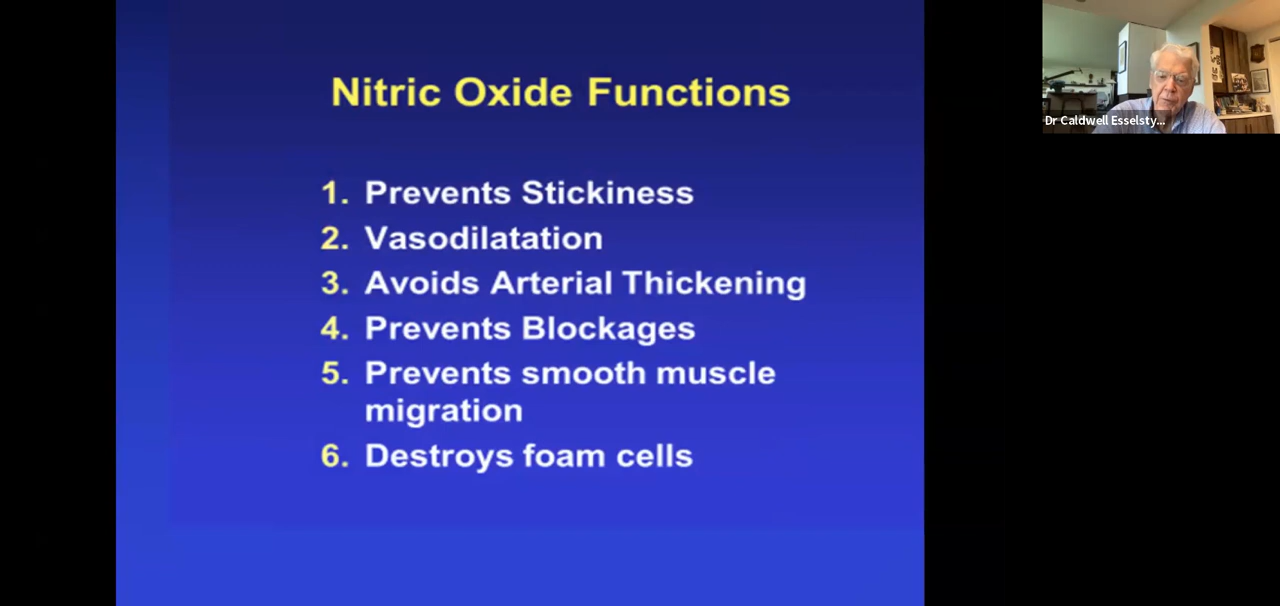 Nitric Oxide Functions
1. Prevents Stickiness
2. Vasodilatation
3. Avoids Arterial Thickening
4. Prevents Blockages
5. Prevents smooth muscle
migration
6. Destroys foam cells
Dr Caldwell Esselsty...